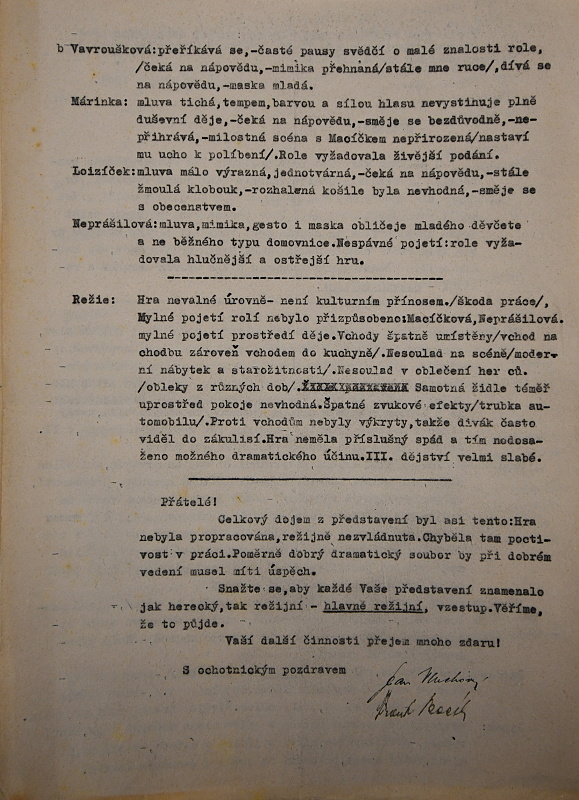 b Vavroušková:přeříkává se,-časté pausy svědčí o malé znalosti role,
/čeká na nápovědu,-mimika přehnaná/stále mne ruce/,dívá se
na nápovědu,-maska mladá.
Márinka: mluva tichá,tempem,barvou a sílou hlasu nevystihuje plně
duševní děje,-čeká na nápovědu,-směje se bezdůvodně,-ne-
přihrává,-milostná scéna s Macíčkem nepřirozená/nastaví
mu ucho k políbení/.Role vyžadovala živější podání.
Loizíček:mluva málo výrazná,jednotvárná,-čeká na nápovědu,-stále
žmoulá klobouk,-rozhalená košile byla nevhodná,-směje se
s obecenstvem.
Neprášilová:mluva,mimika,gesto i maska obličeje mladého děvčete
a ne běžného typu domovnice.Nespávné pojetí:role vyža-
dovala hlučnější a ostřejší hru.
Režie: Hra nevalné úrovně- není kulturním přínosem./škoda práce/,
Mylné pojetí rolí nebylo přizpůsobeno:Macíčková,Neprášilová.
mylné pojetí prostředí děje.Vchody špatně umístěny/vchod na
chodbu zároveň vchodem do kuchyně/.Nesoulad na scéně/moder-
ní nábytek a starožitnosti/.Nesoulad v oblečení her ců.
/obleky z různých dob/. Samotná židle téměř
uprostřed pokoje nevhodná.Špatné zvukové efekty/trubka au-
tomobilu/.Proti vchodům nebyly výkryty,takže divák často
viděl do zákulisí.Hra neměla příslušný spád a tím nedosa-
ženo možného dramatického účinu.III. dějství velmi slabé.
Přátelé!
Celkový dojem z představení byl asi tento:Hra
nebyla propracována,režijně nezvládnuta.Chyběla tam pocti-
vost v práci.Poměrně dobrý dramatický soubor by při dobrém
vedení musel míti úspěch.
Snažte se,aby každé Vaše představení znamenalo
jak herecký,tak režijní - hlavně režijní, vzestup.Věříme,
že to půjde.
Vaší další činnosti přejem mnoho zdaru!
S ochotnickým pozdravem